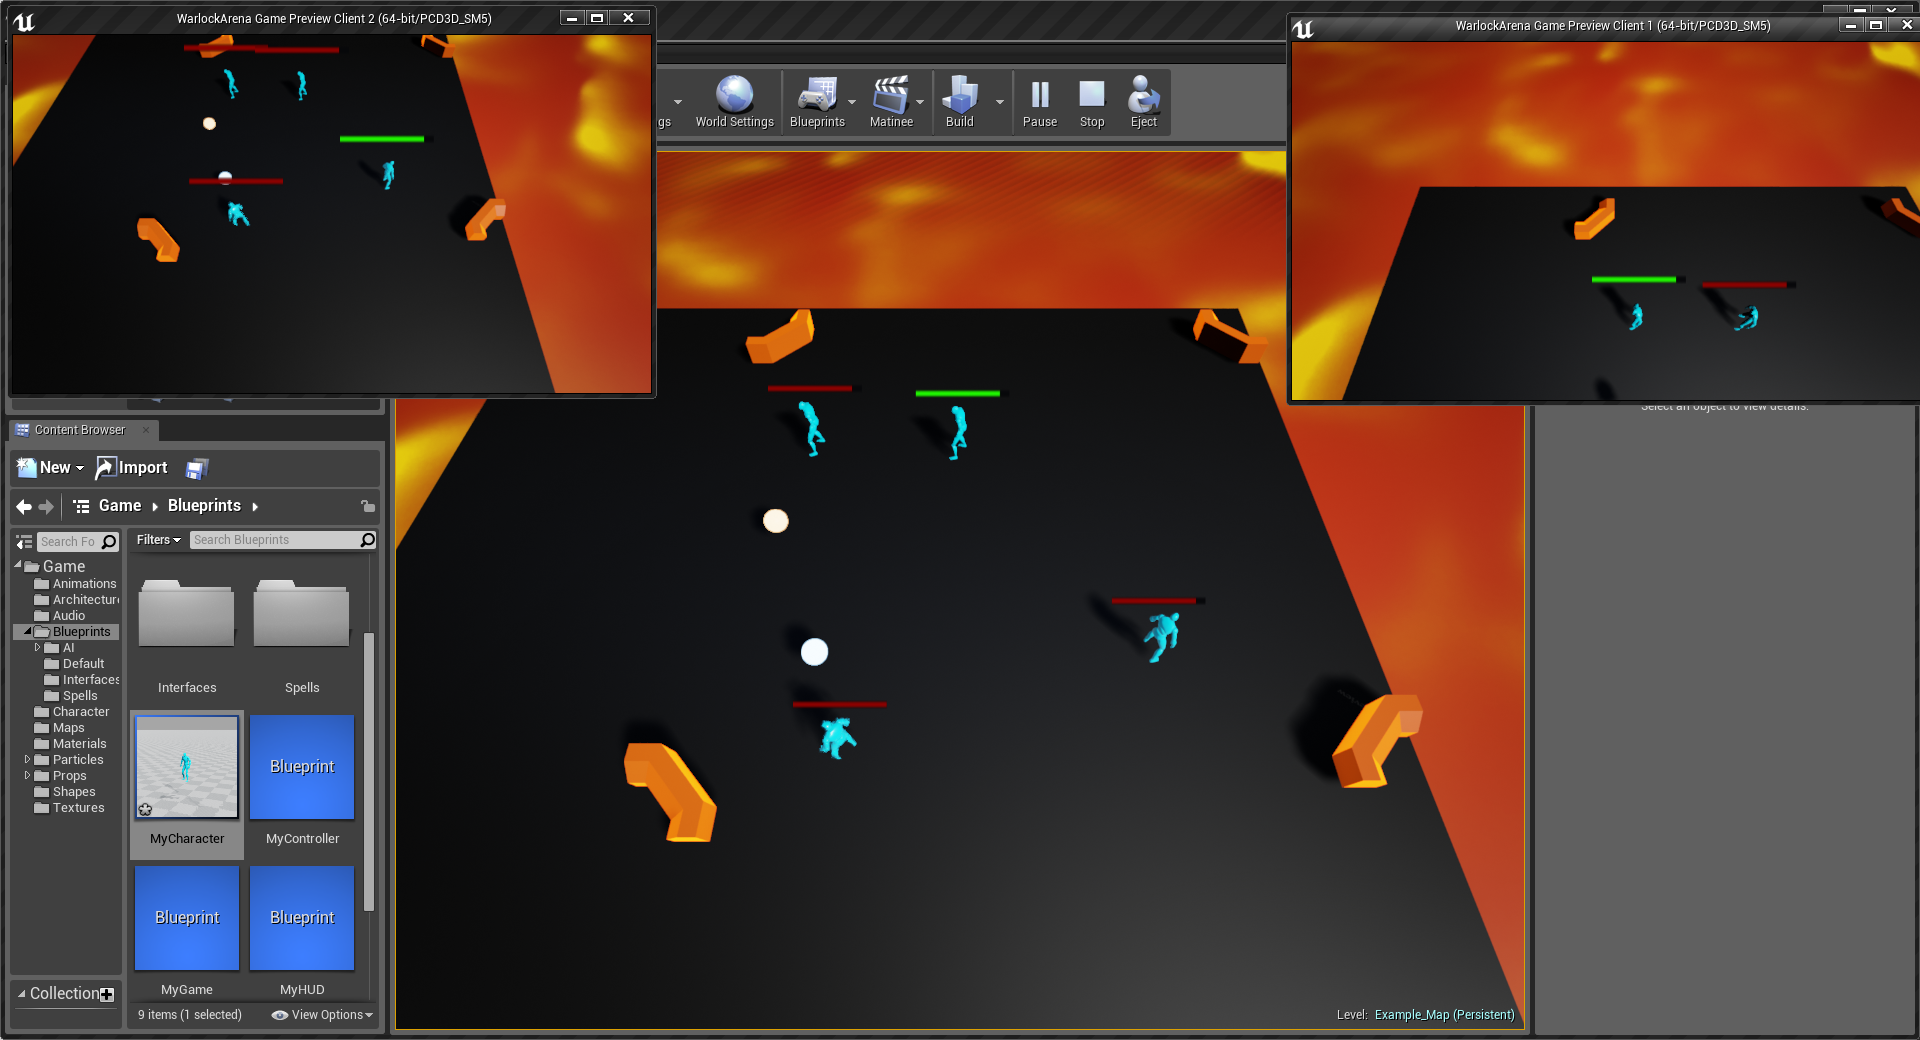 WarlockArena Game Preview Client 2 (64-bit/PCD3D_SM5)
WarlockArena Game Preview Client 1 (64-bit/PCD3D_SM5)
gs
World Settings
Blueprints
Matinee
Build
Pause
Stop
Eject
Select an object to view details.
Content Browser
New
Import
Game
Blueprints
Search Fo
Filters
Search Blueprints
Game
Animations
Architectur
Audio
Blueprints
AI
Default
Interfaces
Spells
Character
Maps
Materials
Particles
Props
Shapes
Textures
Interfaces
Spells
MyCharacter
Blueprint
MyController
Blueprint
MyGame
Blueprint
MyHUD
Collection
9 items (1 selected)
View Options
Level: Example_Map (Persistent)